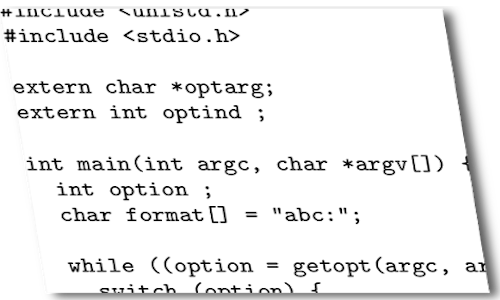 #include <unistd.h>
#include <stdio.h>
extern char *optarg;
extern int optind ;
int main(int argc, char *argv[]) {
int option ;
char format[] = "abc:";
while ((option = getopt(argc, ar
switch (option) {